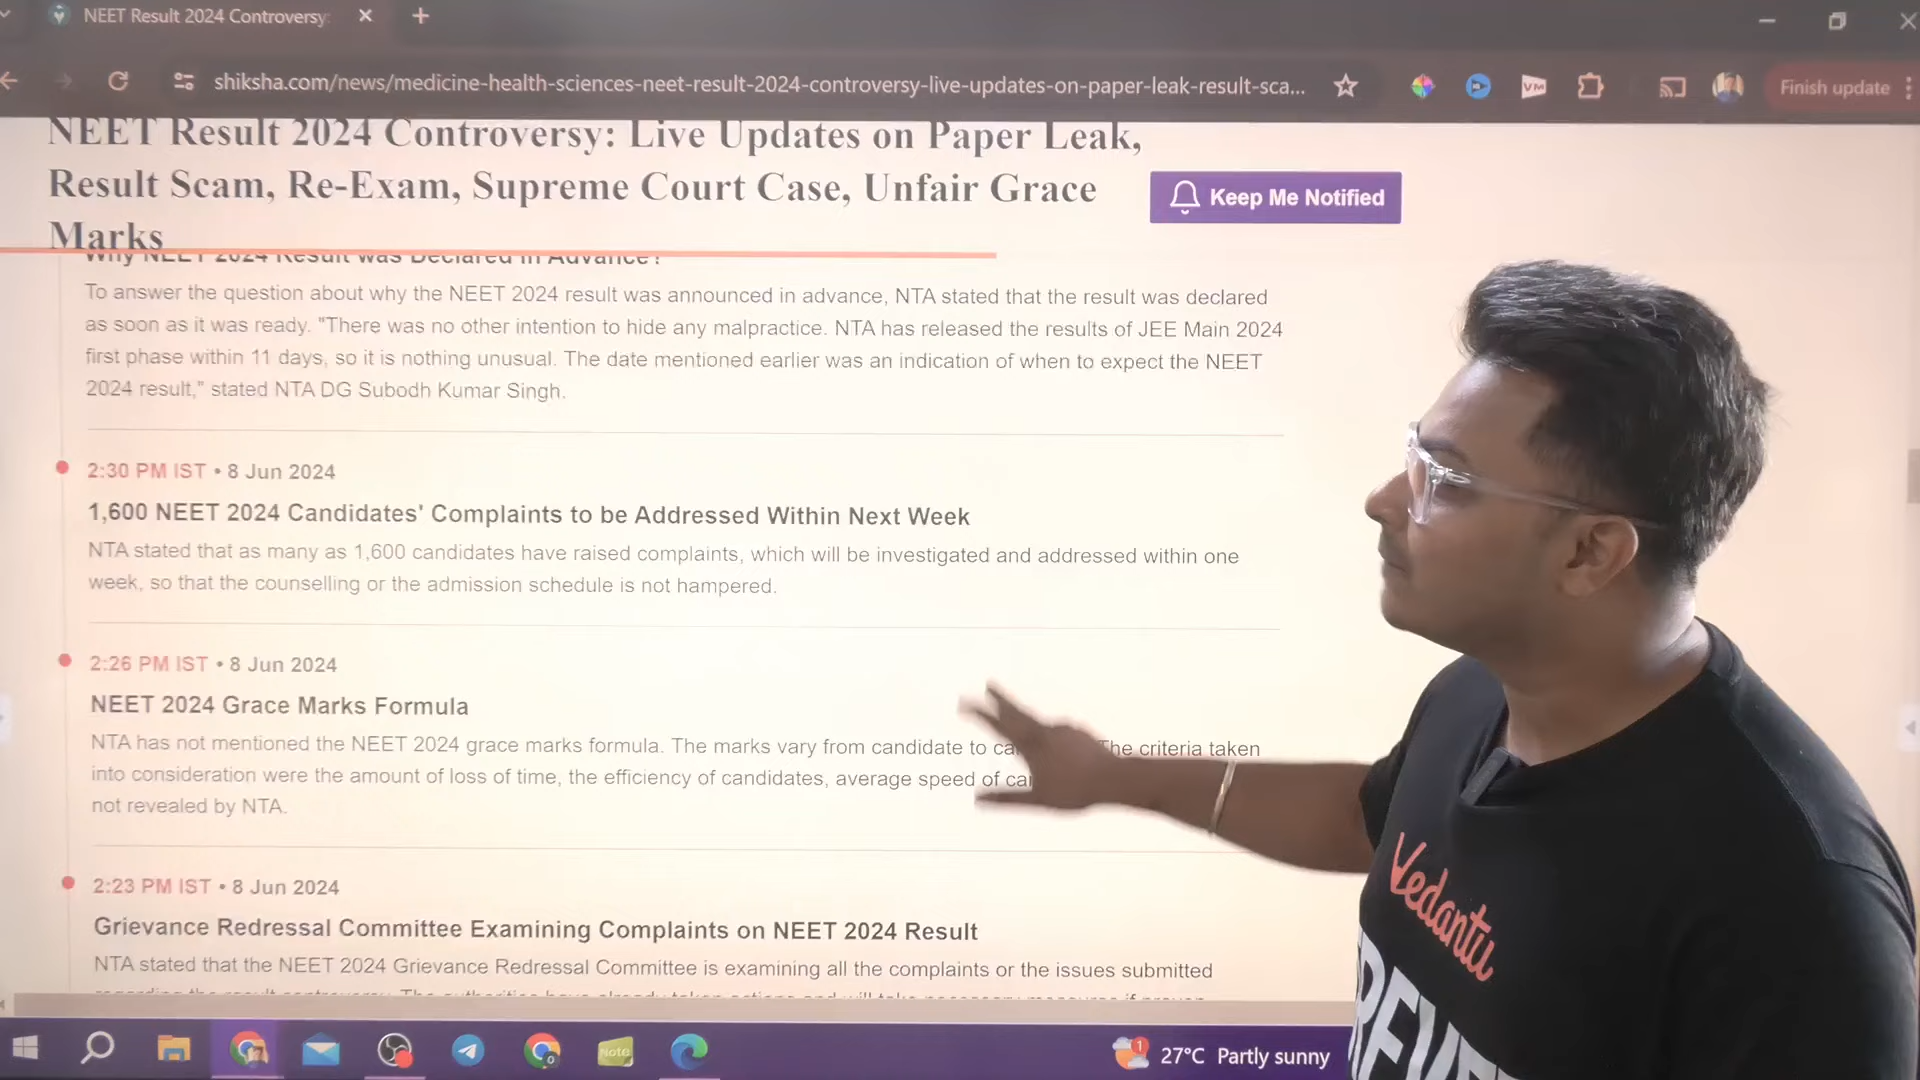 NEET Result 2024 Controversy:
shiksha.com/news/medicine-health-sciences-neet-result-2024-controversy-live-updates-on-paper-leak-result-sca...
VM
Finish update
NEET Result 2024 Controversy: Live Updates on Paper Leak,
Result Scam, Re-Exam, Supreme Court Case, Unfair Grace
Marks
Keep Me Notified
Why NEET 2024 Result was Declared in Advance?
To answer the question about why the NEET 2024 result was announced in advance, NTA stated that the result was declared
as soon as it was ready. "There was no other intention to hide any malpractice. NTA has released the results of JEE Main 2024
first phase within 11 days, so it is nothing unusual. The date mentioned earlier was an indication of when to expect the NEET
2024 result," stated NTA DG Subodh Kumar Singh.
2:30 PM IST • 8 Jun 2024
1,600 NEET 2024 Candidates' Complaints to be Addressed Within Next Week
NTA stated that as many as 1,600 candidates have raised complaints, which will be investigated and addressed within one
week, so that the counselling or the admission schedule is not hampered.
2:26 PM IST • 8 Jun 2024
NEET 2024 Grace Marks Formula
NTA has not mentioned the NEET 2024 grace marks formula. The marks vary from candidate to The criteria taken
into consideration were the amount of loss of time, the efficiency of candidates, average speed of
not revealed by NTA.
2:23 PM IST • 8 Jun 2024
Grievance Redressal Committee Examining Complaints on NEET 2024 Result
NTA stated that the NEET 2024 Grievance Redressal Committee is examining all the complaints or the issues submitted
Note
1
27°C Partly sunny
Vedantu